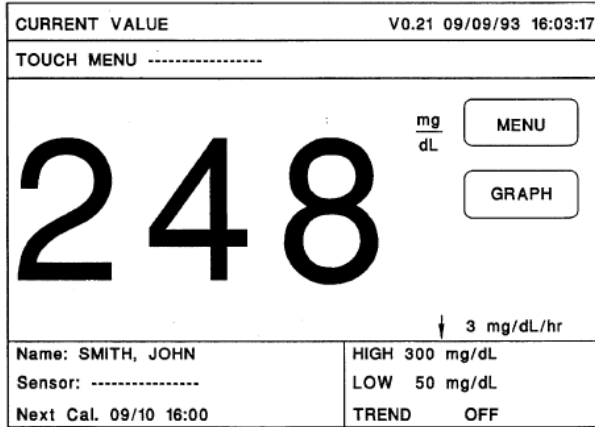 CURRENT VALUE V0.21 09/09/93 16:03:17
TOUCH MENU -----------------
248
mg
dL
MENU
GRAPH
3 mg/dL/hr
Name: SMITH, JOHN
Sensor: ----------------
Next Cal. 09/10 16:00
HIGH 300 mg/dL
LOW 50 mg/dL
TREND OFF